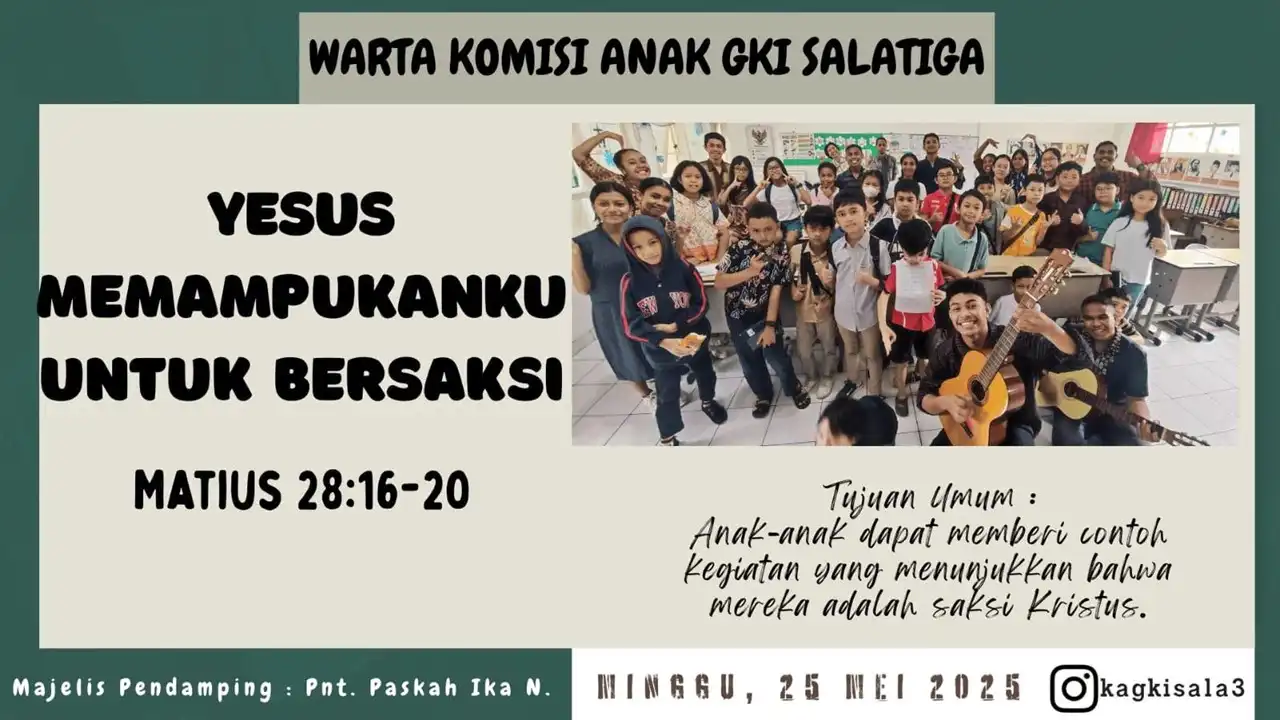 WARTA KOMISI ANAK GKI SALATIGA
YESUS
MEMAMPUKANKU
UNTUK BERSAKSI
MATIUS 28:16-20
Tujuan Umum :
Anak-anak dapat memberi contoh
kegiatan yang menunjukkan bahwa
mereka adalah saksi Kristus.
Majelis Pendamping : Pnt. Paskah Ika N.
MINGGU, 25 MEI 2025
kagkisala3